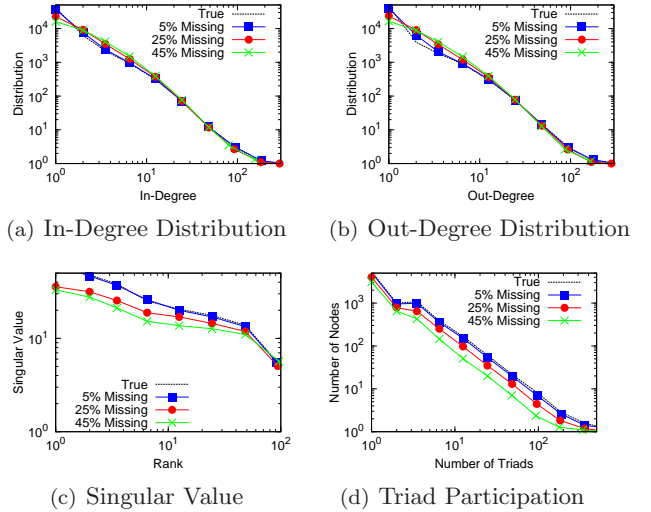 True
5% Missing
25% Missing
45% Missing
Distribution
10^4
10^3
10^2
10^1
10^0
10^0 10^1 10^2
In-Degree
(a) In-Degree Distribution
True
5% Missing
25% Missing
45% Missing
Distribution
10^4
10^3
10^2
10^1
10^0
10^0 10^1 10^2
Out-Degree
(b) Out-Degree Distribution
Singular Value
10^1
10^0
True
5% Missing
25% Missing
45% Missing
10^0 10^1 10^2
Rank
(c) Singular Value
True
5% Missing
25% Missing
45% Missing
Number of Nodes
10^3
10^2
10^1
10^0
10^0 10^1 10^2
Number of Triads
(d) Triad Participation